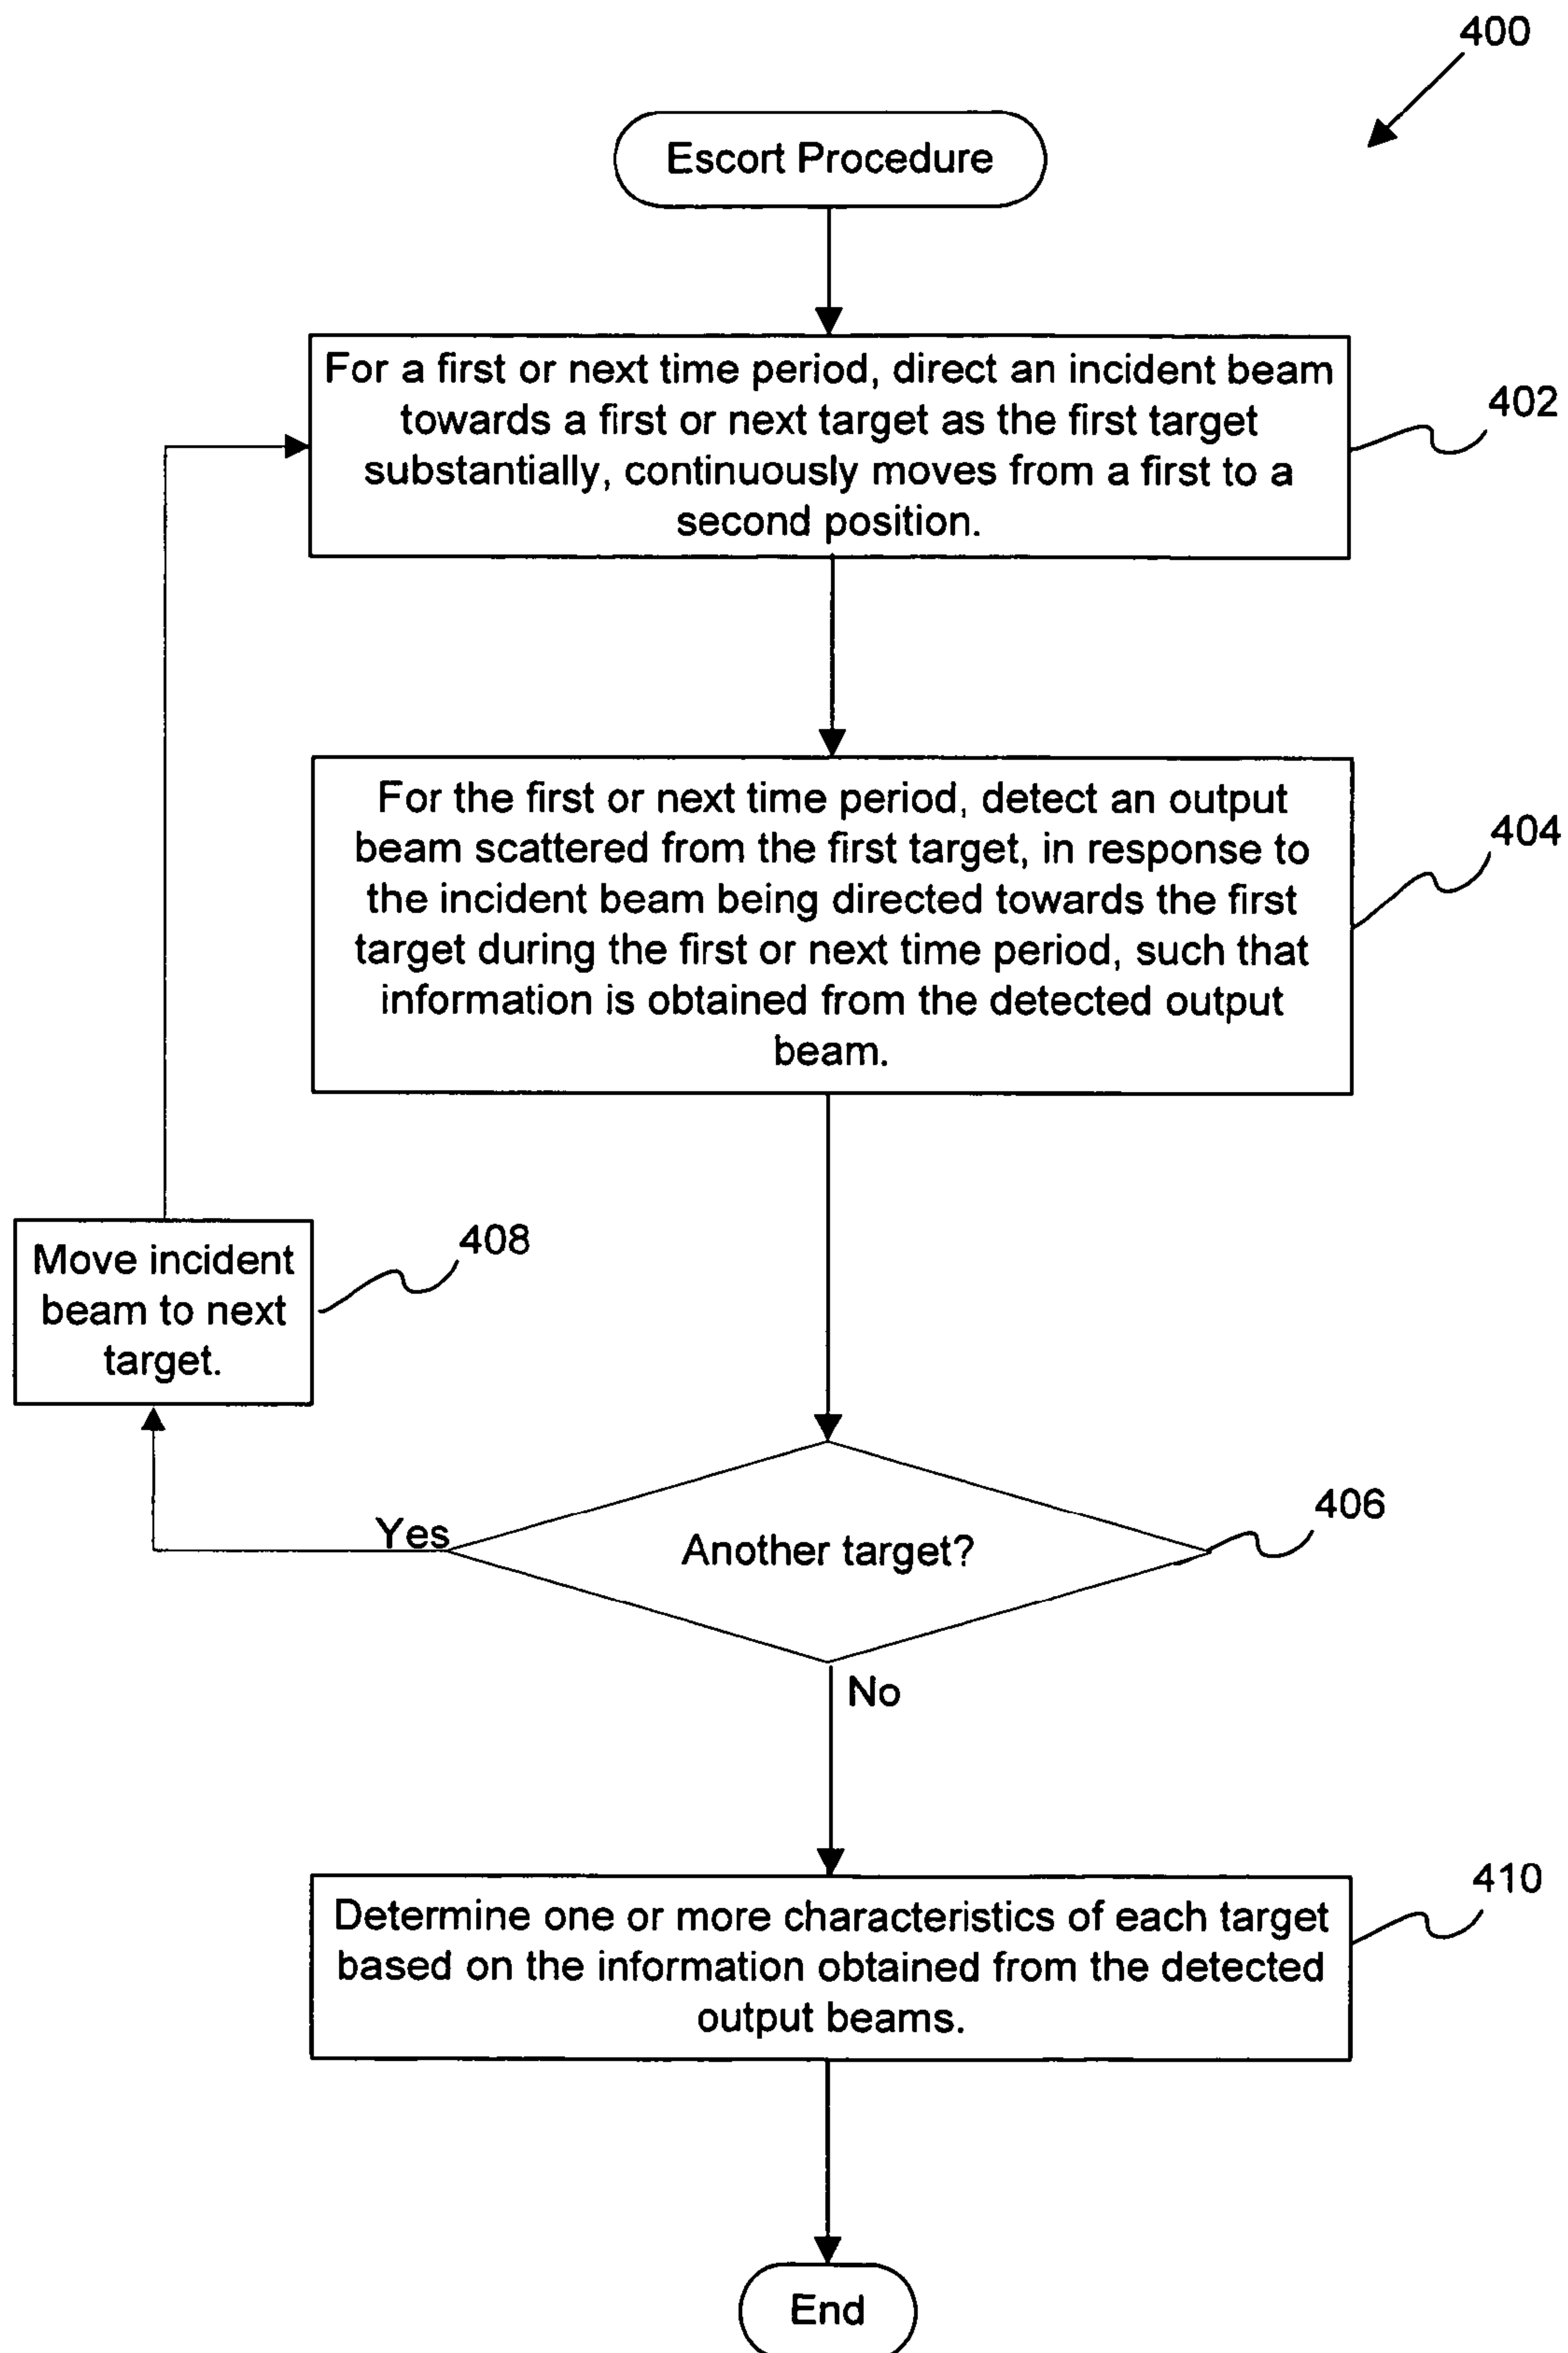 400
Escort Procedure
For a first or next time period, direct an incident beam
towards a first or next target as the first target
substantially, continuously moves from a first to a
second position.
402
For the first or next time period, detect an output
beam scattered from the first target, in response to
the incident beam being directed towards the first
target during the first or next time period, such that
information is obtained from the detected output
beam.
404
Move incident
beam to next
target.
408
Yes
Another target?
406
No
Determine one or more characteristics of each target
based on the information obtained from the detected
output beams.
410
End